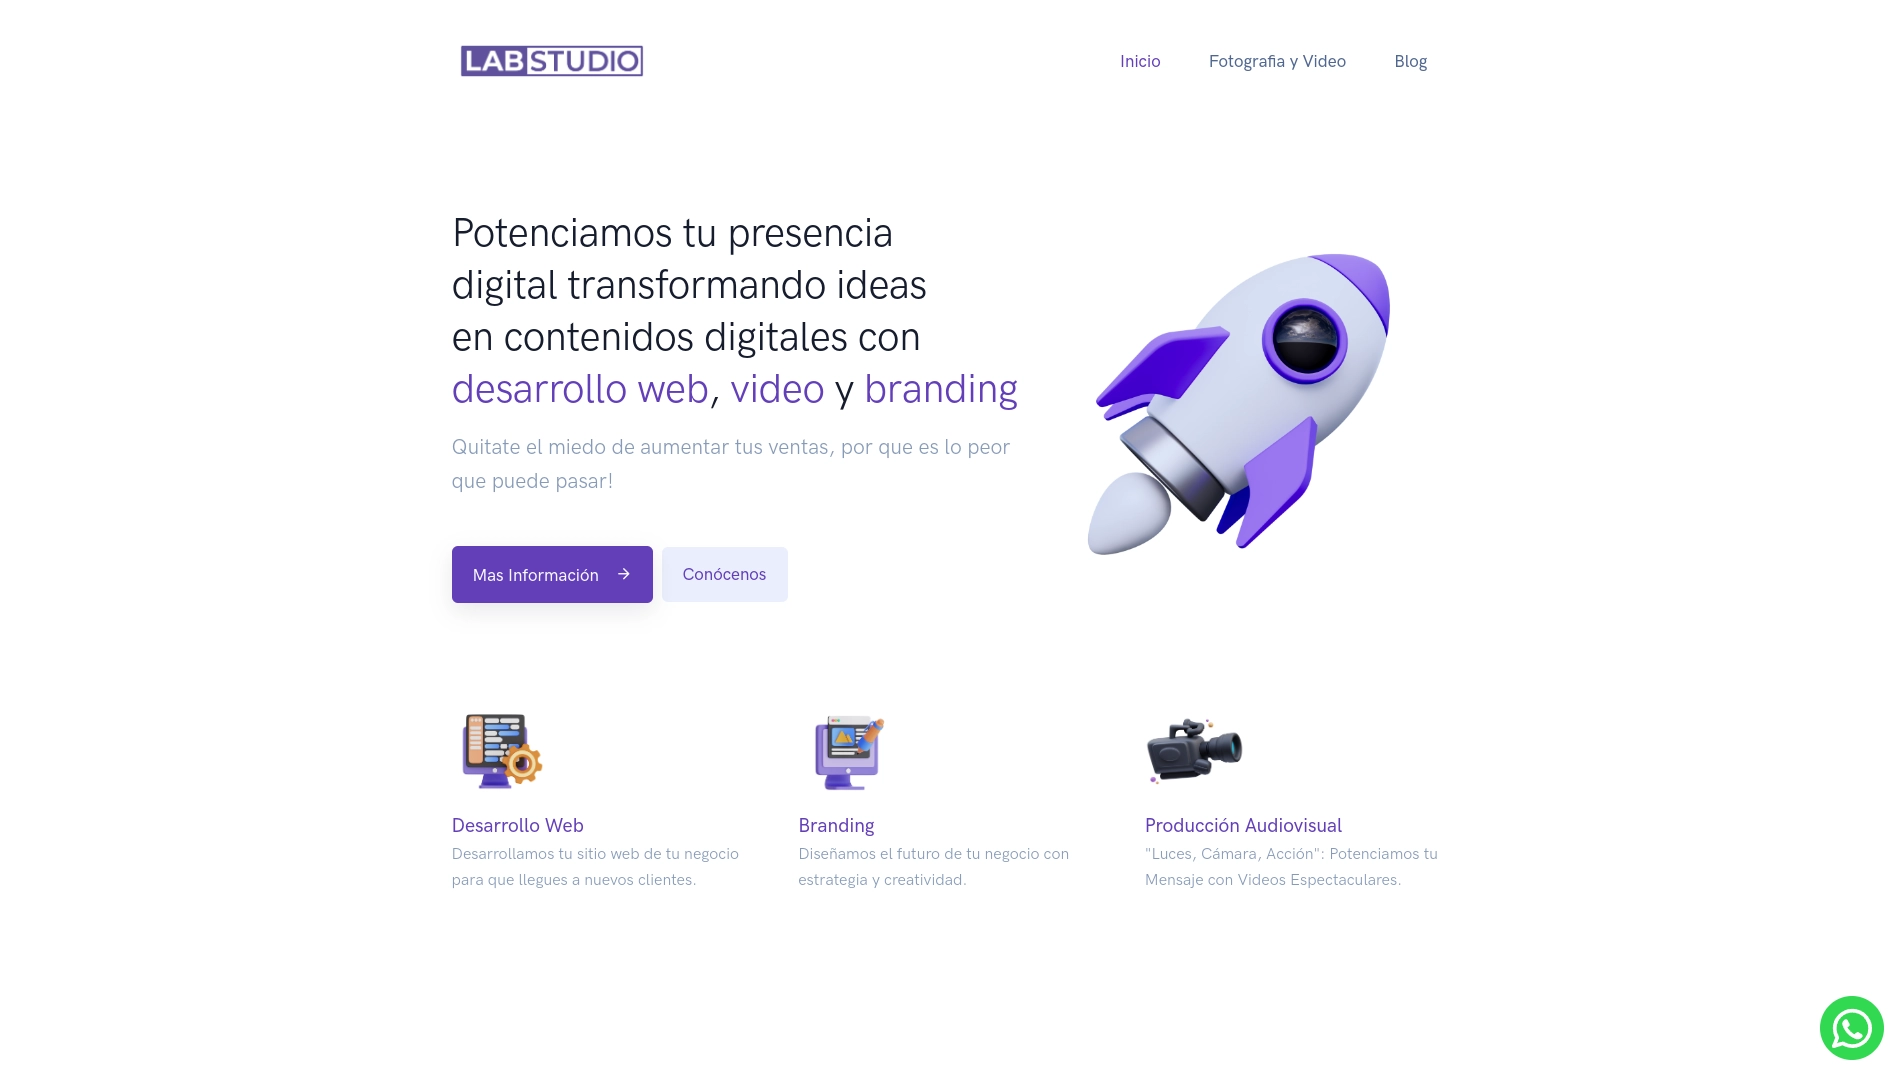 LABSTUDIO
Inicio
Fotografia y Video
Blog
Potenciamos tu presencia
digital transformando ideas
en contenidos digitales con
desarrollo web, video y branding
Quitate el miedo de aumentar tus ventas, por que es lo peor
que puede pasar!
Mas Información
Conócenos
Desarrollo Web
Desarrollamos tu sitio web de tu negocio
para que llegues a nuevos clientes.
Branding
Diseñamos el futuro de tu negocio con
estrategia y creatividad.
Producción Audiovisual
"Luces, Cámara, Acción": Potenciamos tu
Mensaje con Videos Espectaculares.